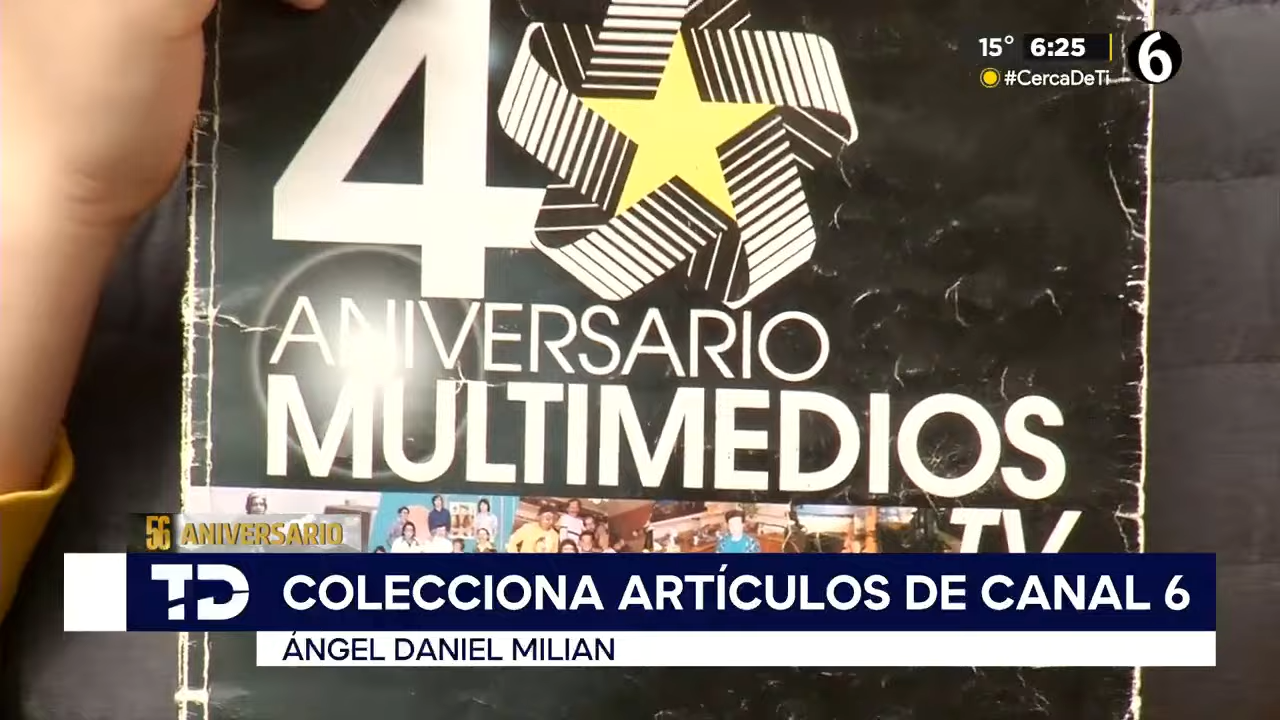 15° 6:25
#CercaDeTi
6
40
ANIVERSARIO
MULTIMEDIOS
TV
56 ANIVERSARIO
TD COLECCIONA ARTÍCULOS DE CANAL 6
ÁNGEL DANIEL MILIAN